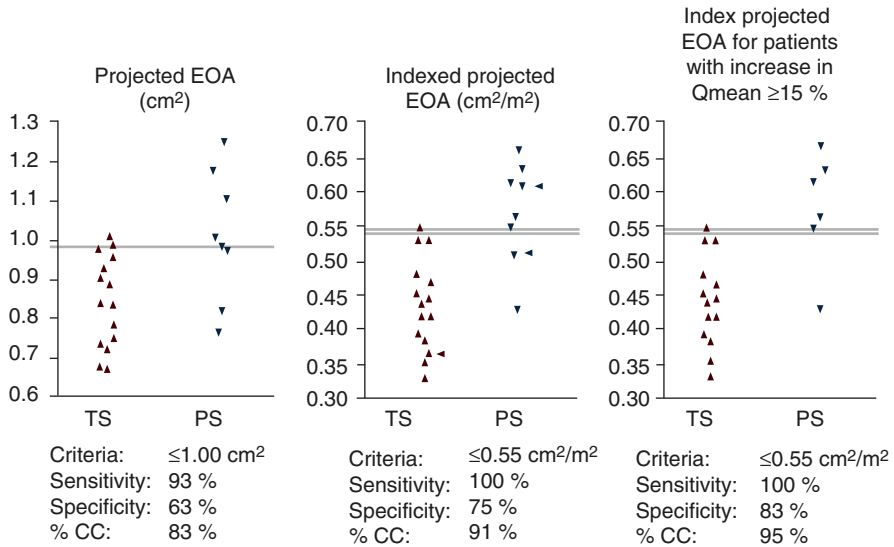 Projected EOA
(cm²)
1.3
1.2
1.1
1.0
0.9
0.8
0.7
0.6
TS PS
Criteria: ≤1.00 cm²
Sensitivity: 93 %
Specificity: 63 %
% CC: 83 %
Indexed projected
EOA (cm²/m²)
0.70
0.65
0.60
0.55
0.50
0.45
0.40
0.35
0.30
TS PS
Criteria: ≤0.55 cm²/m²
Sensitivity: 100 %
Specificity: 75 %
% CC: 91 %
Index projected
EOA for patients
with increase in
Qmean ≥15 %
0.70
0.65
0.60
0.55
0.50
0.45
0.40
0.35
0.30
TS PS
Criteria: ≤0.55 cm²/m²
Sensitivity: 100 %
Specificity: 83 %
% CC: 95 %